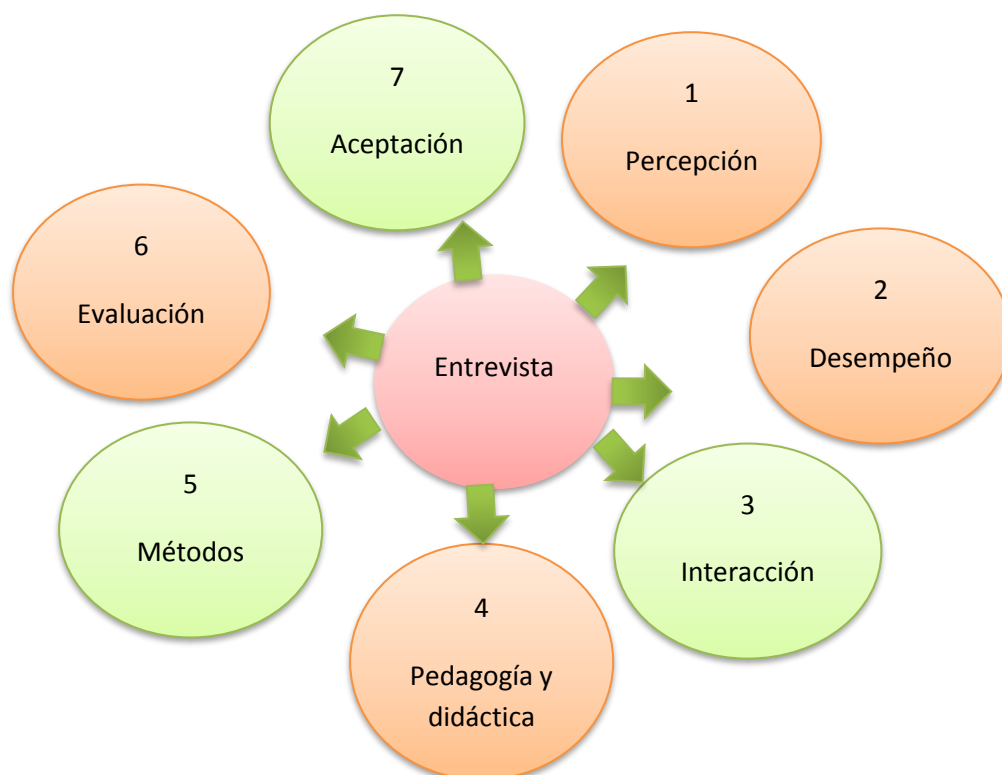 Entrevista
1
Percepción
2
Desempeño
3
Interacción
4
Pedagogía y
didáctica
5
Métodos
6
Evaluación
7
Aceptación